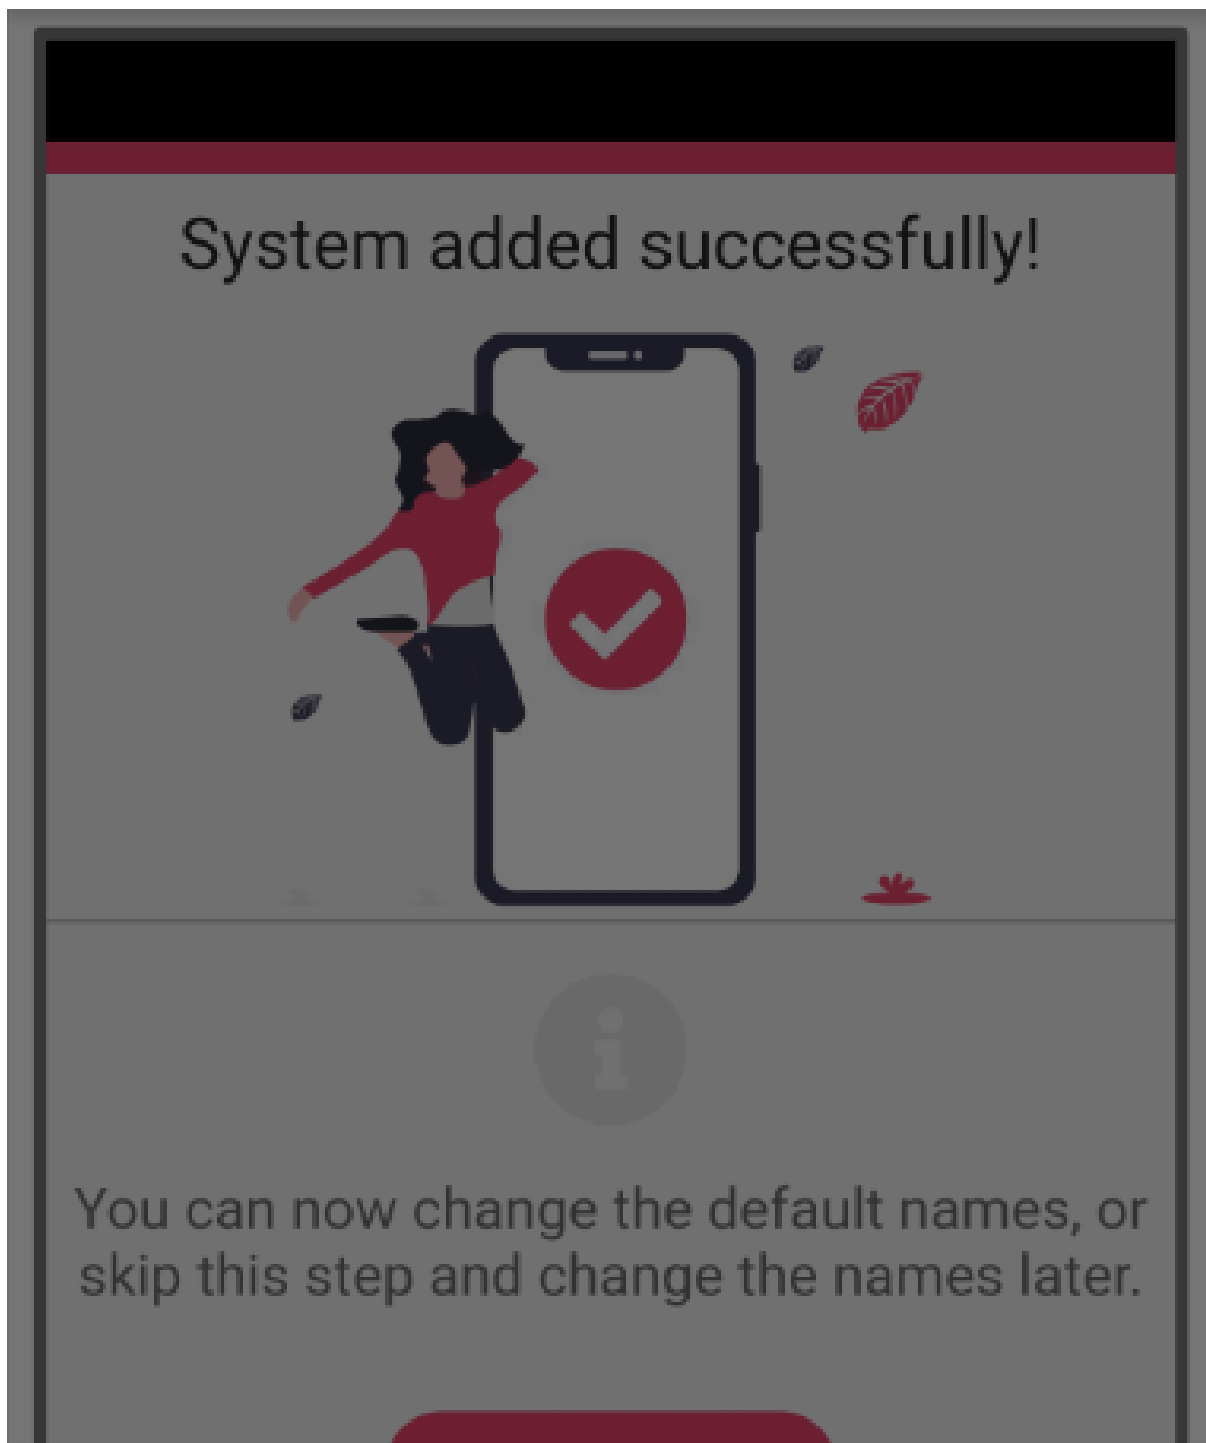 System added successfully!
You can now change the default names, or
skip this step and change the names later.